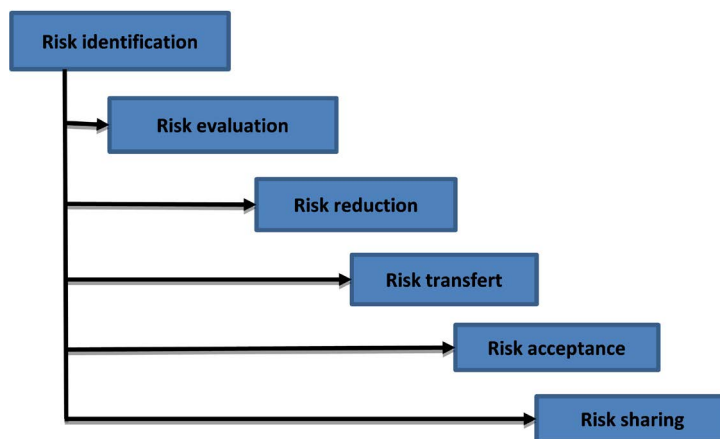 Risk identification
Risk evaluation
Risk reduction
Risk transfert
Risk acceptance
Risk sharing